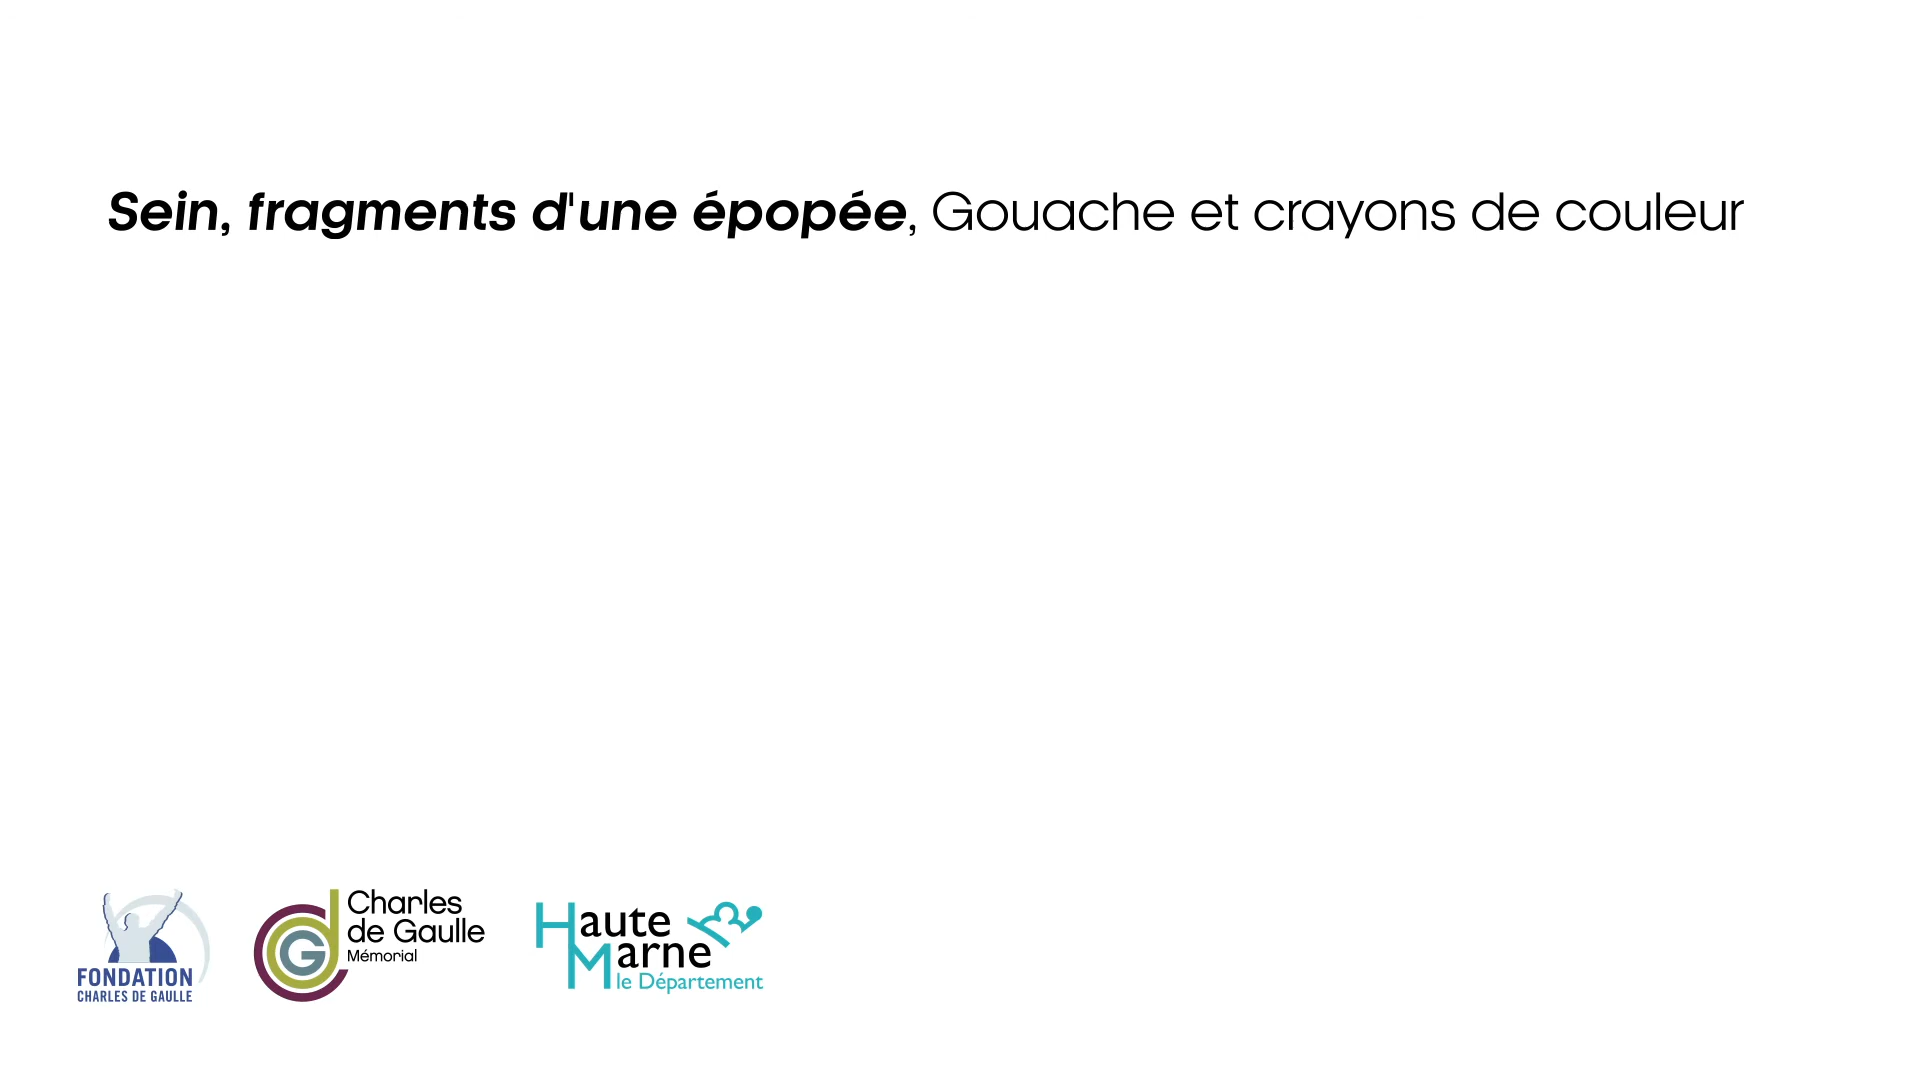 Sein, fragments d'une épopée, Gouache et crayons de couleur
FONDATION
CHARLES DE GAULLE
Charles
de Gaulle
Mémorial
Haute
Marne
le Département